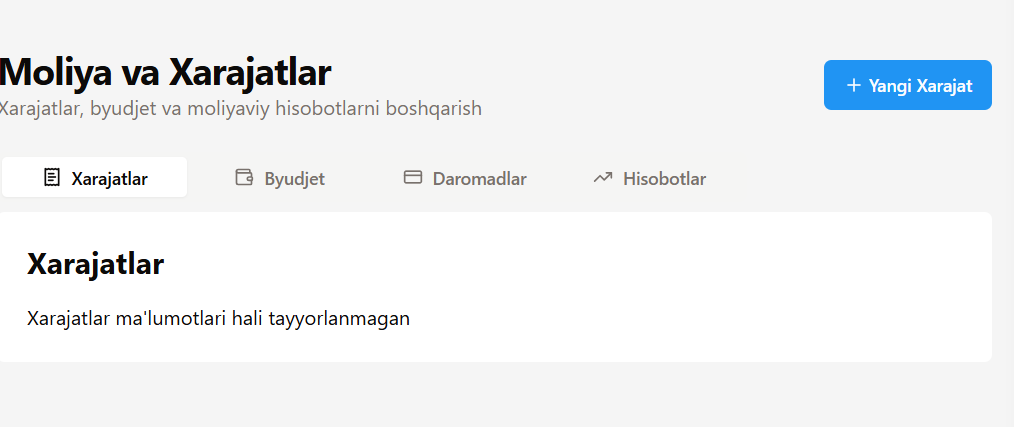 Moliya va Xarajatlar
Xarajatlar, byudjet va moliyaviy hisobotlarni boshqarish
+ Yangi Xarajat
Xarajatlar
Byudjet
Daromadlar
Hisobotlar
Xarajatlar
Xarajatlar ma'lumotlari hali tayyorlanmagan